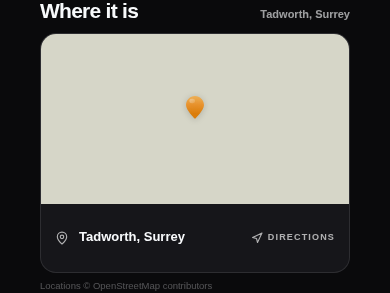 Where it is
Tadworth, Surrey
Tadworth, Surrey
DIRECTIONS
Locations © OpenStreetMap contributors